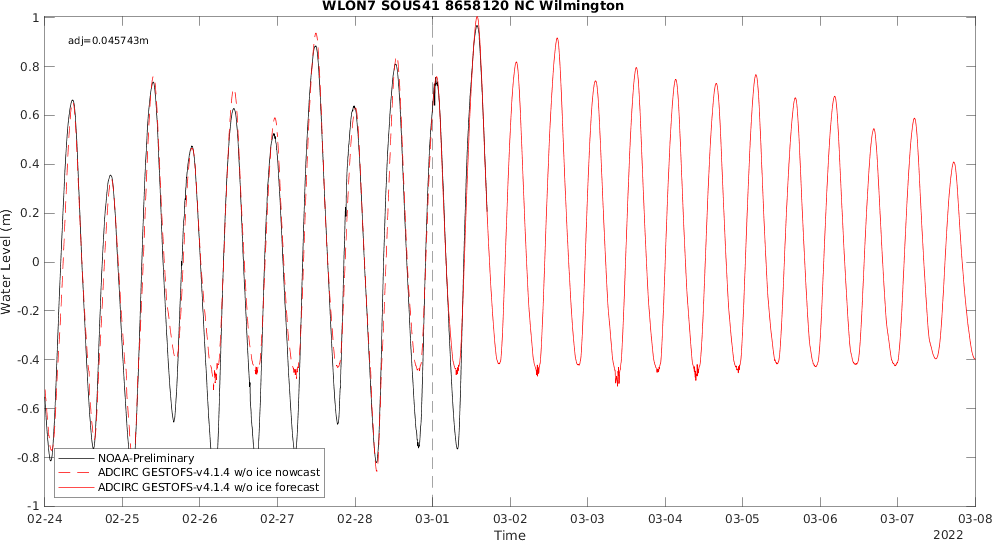 WLON7 SOUS41 8658120 NC Wilmington
adj=0.045743m
Water Level (m)
1
0.8
0.6
0.4
0.2
0
-0.2
-0.4
-0.6
-0.8
-1
NOAA-Preliminary
ADCIRC GESTOFS-v4.1.4 w/o ice nowcast
ADCIRC GESTOFS-v4.1.4 w/o ice forecast
02-24 02-25 02-26 02-27 02-28 03-01 03-02 03-03 03-04 03-05 03-06 03-07 03-08
Time
2022